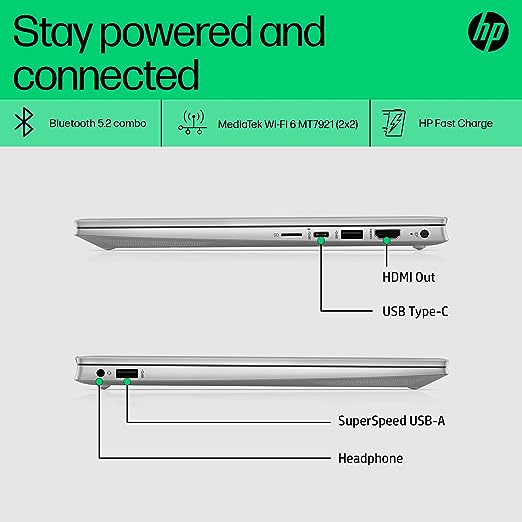 Stay powered and
connected
hp
Bluetooth 5.2 combo
MediaTek Wi-Fi 6 MT7921 (2x2)
HP Fast Charge
HDMI Out
USB Type-C
SuperSpeed USB-A
Headphone